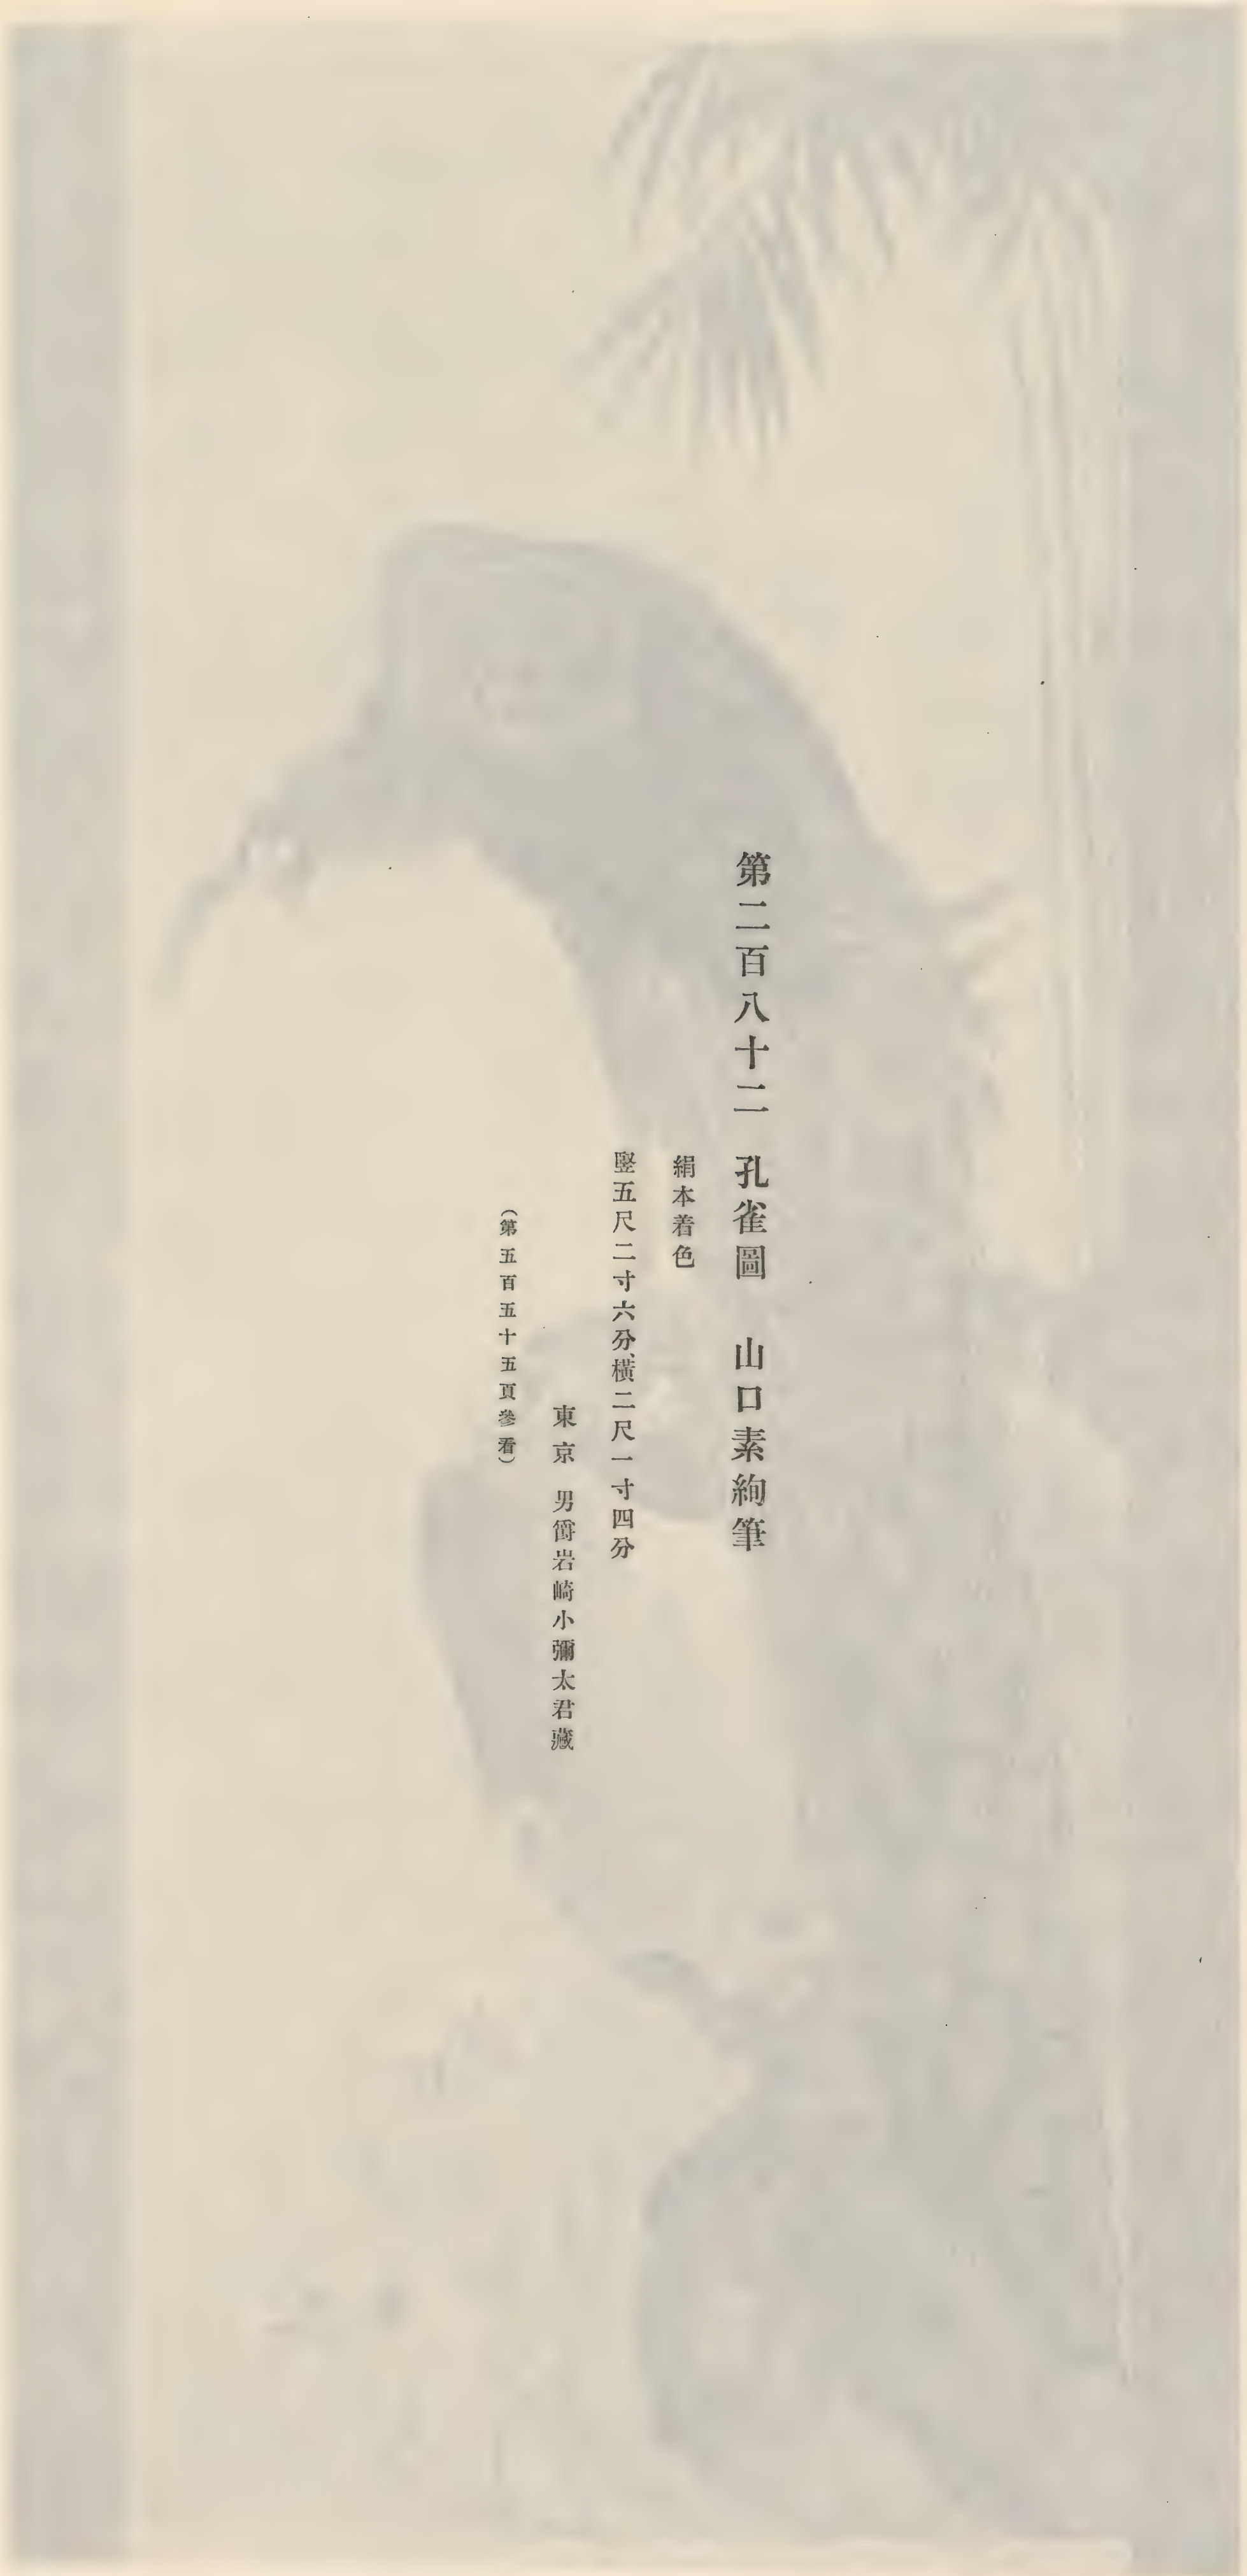 第二百八十二　孔雀圖　山口素絢筆
絹本着色
竪五尺二寸六分、橫二尺一寸四分
東京　男爵岩崎小彌太君藏
（第五百五十五頁參看）